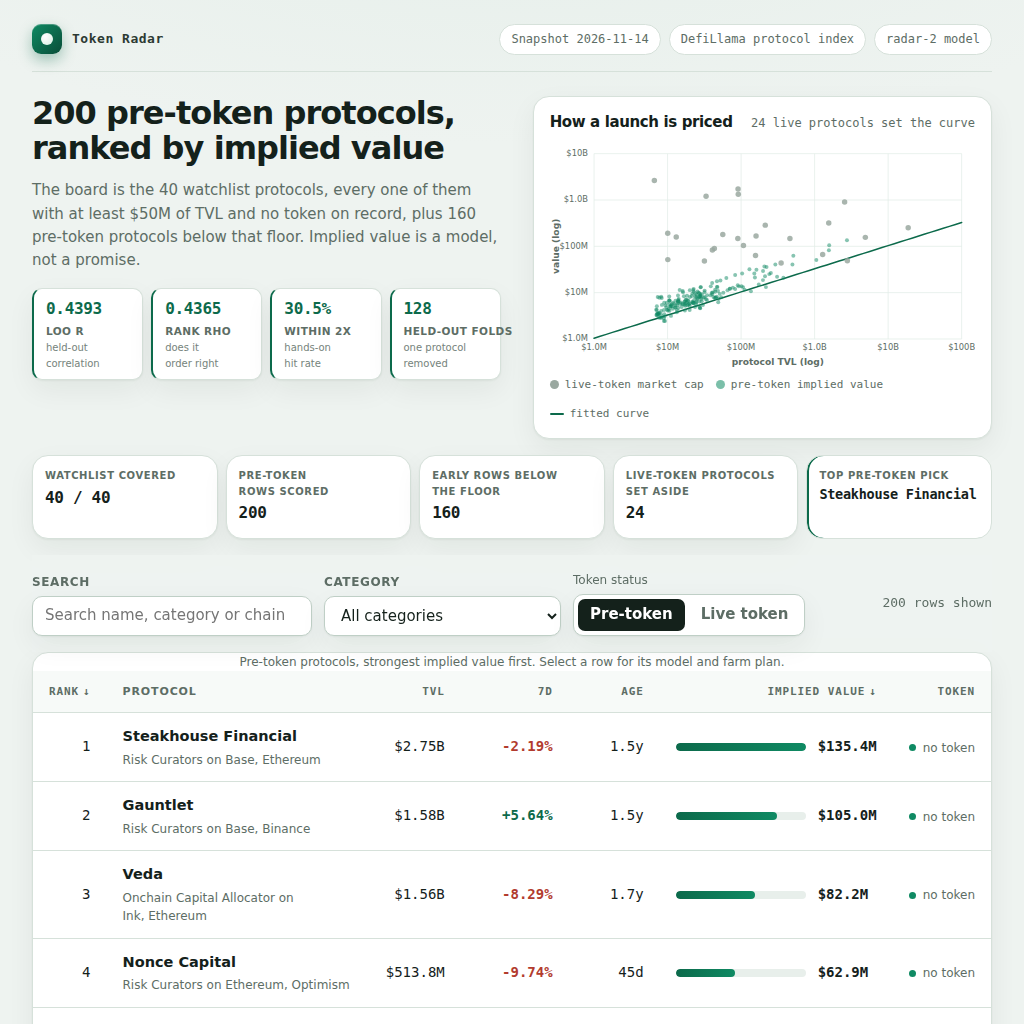 Token Radar
Snapshot 2026-11-14
DefiLlama protocol index
radar-2 model
200 pre-token protocols,
ranked by implied value
The board is the 40 watchlist protocols, every one of them
with at least $50M of TVL and no token on record, plus 160
pre-token protocols below that floor. Implied value is a model,
not a promise.
0.4393
LOO R
held-out
correlation
0.4365
RANK RHO
does it
order right
30.5%
WITHIN 2X
hands-on
hit rate
128
HELD-OUT FOLDS
one protocol
removed
How a launch is priced
24 live protocols set the curve
value (log)
$10B
$1.0B
$100M
$10M
$1.0M
$1.0M
$10M
$100M
$1.0B
$10B
$100B
protocol TVL (log)
live-token market cap
pre-token implied value
fitted curve
WATCHLIST COVERED
40 / 40
PRE-TOKEN
ROWS SCORED
200
EARLY ROWS BELOW
THE FLOOR
160
LIVE-TOKEN PROTOCOLS
SET ASIDE
24
TOP PRE-TOKEN PICK
Steakhouse Financial
SEARCH
Search name, category or chain
CATEGORY
All categories
Token status
Pre-token
Live token
200 rows shown
Pre-token protocols, strongest implied value first. Select a row for its model and farm plan.
RANK ↓ PROTOCOL TVL 7D AGE IMPLIED VALUE ↓ TOKEN
1 Steakhouse Financial $2.75B -2.19% 1.5y $135.4M no token
Risk Curators on Base, Ethereum
2 Gauntlet $1.58B +5.64% 1.5y $105.0M no token
Risk Curators on Base, Binance
3 Veda $1.56B -8.29% 1.7y $82.2M no token
Onchain Capital Allocator on
Ink, Ethereum
4 Nonce Capital $513.8M -9.74% 45d $62.9M no token
Risk Curators on Ethereum, Optimism